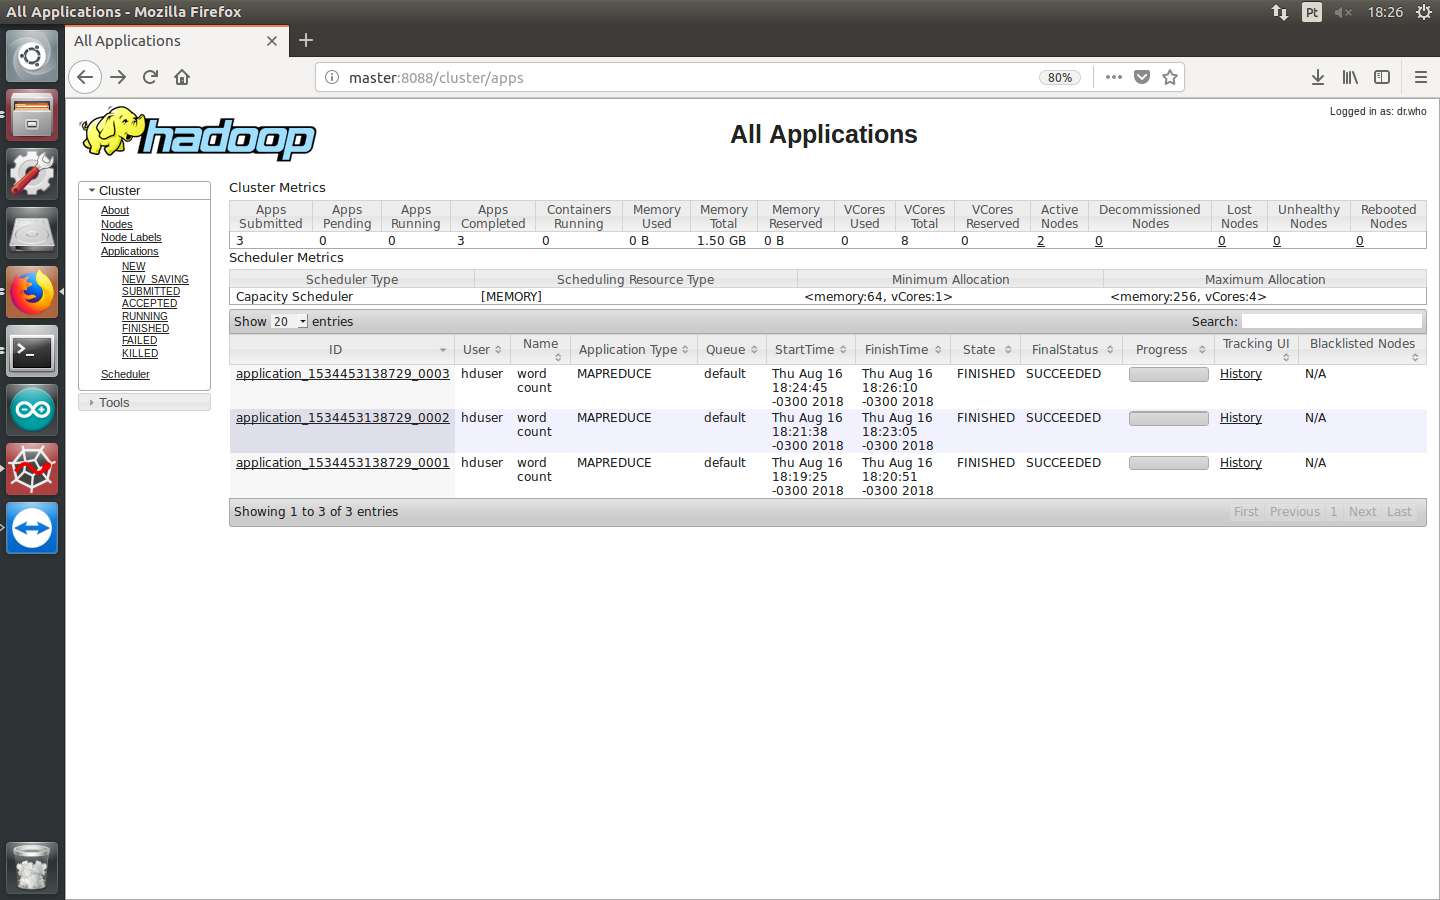 All Applications - Mozilla Firefox
Pt
18:26
All Applications
master:8088/cluster/apps
80%
hadoop
All Applications
Logged in as: dr.who
Cluster
About
Nodes
Node Labels
Applications
NEW
NEW_SAVING
SUBMITTED
ACCEPTED
RUNNING
FINISHED
FAILED
KILLED
Scheduler
Tools
Cluster Metrics
Apps Submitted Apps Pending Apps Running Apps Completed Containers Running Memory Used Memory Total Memory Reserved VCores Used VCores Total VCores Reserved Active Nodes Decommissioned Nodes Lost Nodes Unhealthy Nodes Rebooted Nodes
3 0 0 3 0 0 B 1.50 GB 0 B 0 8 0 2 0 0 0 0
Scheduler Metrics
Scheduler Type Scheduling Resource Type Minimum Allocation Maximum Allocation
Capacity Scheduler [MEMORY] <memory:64, vCores:1> <memory:256, vCores:4>
Show 20 entries Search:
ID User Name Application Type Queue StartTime FinishTime State FinalStatus Progress Tracking UI Blacklisted Nodes
application_1534453138729_0003 hduser word count MAPREDUCE default Thu Aug 16 18:24:45 -0300 2018 Thu Aug 16 18:26:10 -0300 2018 FINISHED SUCCEEDED History N/A
application_1534453138729_0002 hduser word count MAPREDUCE default Thu Aug 16 18:21:38 -0300 2018 Thu Aug 16 18:23:05 -0300 2018 FINISHED SUCCEEDED History N/A
application_1534453138729_0001 hduser word count MAPREDUCE default Thu Aug 16 18:19:25 -0300 2018 Thu Aug 16 18:20:51 -0300 2018 FINISHED SUCCEEDED History N/A
Showing 1 to 3 of 3 entries First Previous 1 Next Last